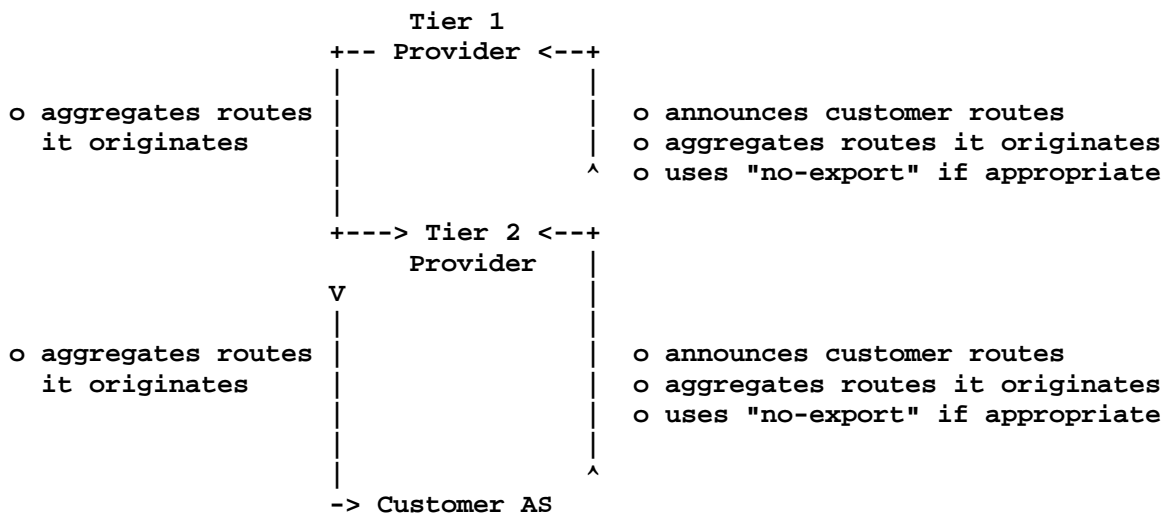 Tier 1
+-- Provider <--+
|               |
o aggregates routes |               | o announces customer routes
it originates |               | o aggregates routes it originates
|               ^ o uses "no-export" if appropriate
|
+---> Tier 2 <--+
Provider   |
V               |
|               |
o aggregates routes |               | o announces customer routes
it originates |               | o aggregates routes it originates
|               | o uses "no-export" if appropriate
|               |
|               ^
-> Customer AS